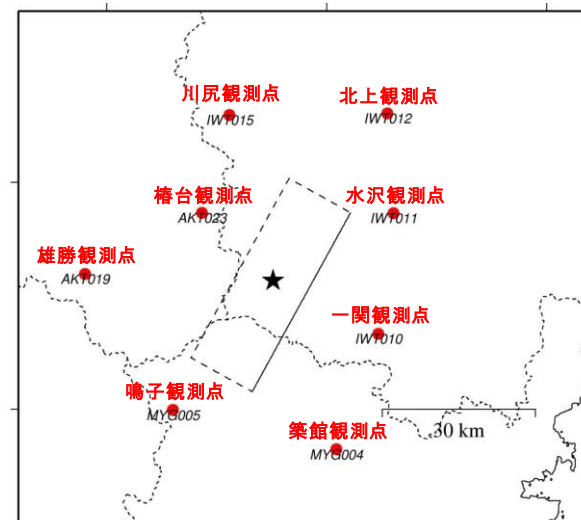 川尻観測点
IWT015
北上観測点
IWT012
椿台観測点
AKT023
水沢観測点
IWT011
雄勝観測点
AKT019
一関観測点
IWT010
鳴子観測点
MYG005
築館観測点
MYG004
30 km